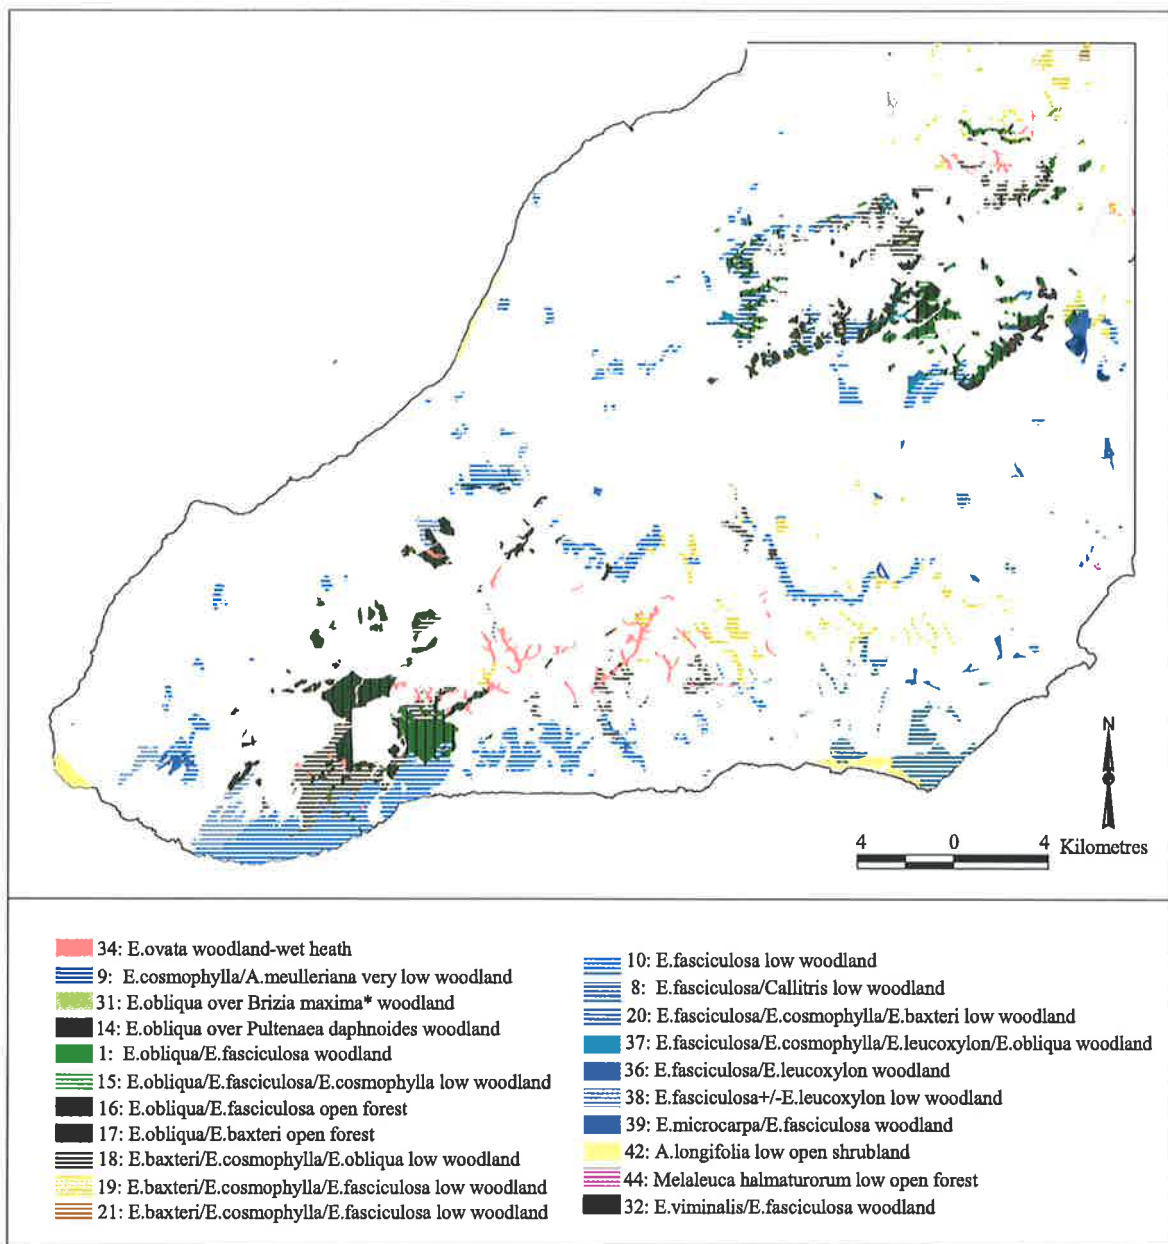 N
4 0 4
Kilometres
34: E.ovata woodland-wet heath
9: E.cosmophylla/A.meulleriana very low woodland
31: E.obliqua over Brizia maxima* woodland
14: E.obliqua over Pultenaea daphnoides woodland
1: E.obliqua/E.fasciculosa woodland
15: E.obliqua/E.fasciculosa/E.cosmophylla low woodland
16: E.obliqua/E.fasciculosa open forest
17: E.obliqua/E.baxteri open forest
18: E.baxteri/E.cosmophylla/E.obliqua low woodland
19: E.baxteri/E.cosmophylla/E.fasciculosa low woodland
21: E.baxteri/E.cosmophylla/E.fasciculosa low woodland
10: E.fasciculosa low woodland
8: E.fasciculosa/Callitris low woodland
20: E.fasciculosa/E.cosmophylla/E.baxteri low woodland
37: E.fasciculosa/E.cosmophylla/E.leucoxylon/E.obliqua woodland
36: E.fasciculosa/E.leucoxylon woodland
38: E.fasciculosa+/-E.leucoxylon low woodland
39: E.microcarpa/E.fasciculosa woodland
42: A.longifolia low open shrubland
44: Melaleuca halmaturorum low open forest
32: E.viminalis/E.fasciculosa woodland